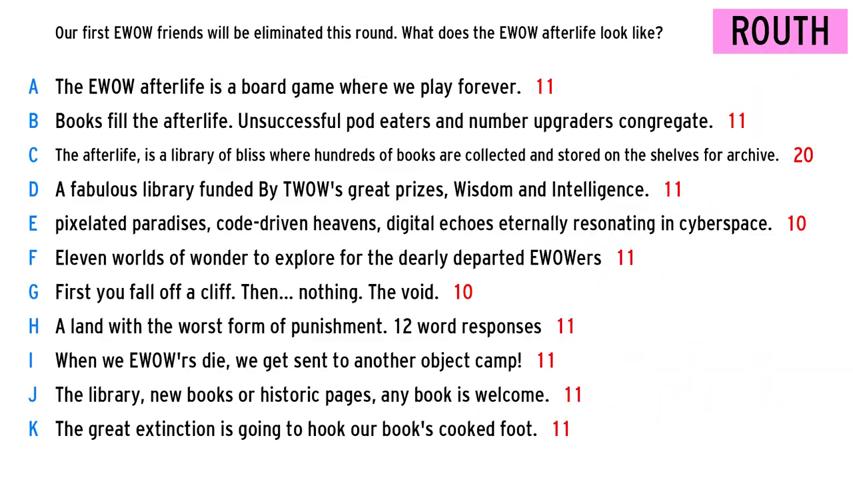 Our first EWOW friends will be eliminated this round. What does the EWOW afterlife look like?
ROUTH
A The EWOW afterlife is a board game where we play forever. 11
B Books fill the afterlife. Unsuccessful pod eaters and number upgraders congregate. 11
C The afterlife, is a library of bliss where hundreds of books are collected and stored on the shelves for archive. 20
D A fabulous library funded By TWOW's great prizes, Wisdom and Intelligence. 11
E pixelated paradises, code-driven heavens, digital echoes eternally resonating in cyberspace. 10
F Eleven worlds of wonder to explore for the dearly departed EWOWers 11
G First you fall off a cliff. Then... nothing. The void. 10
H A land with the worst form of punishment. 12 word responses 11
I When we EWOW'rs die, we get sent to another object camp! 11
J The library, new books or historic pages, any book is welcome. 11
K The great extinction is going to hook our book's cooked foot. 11